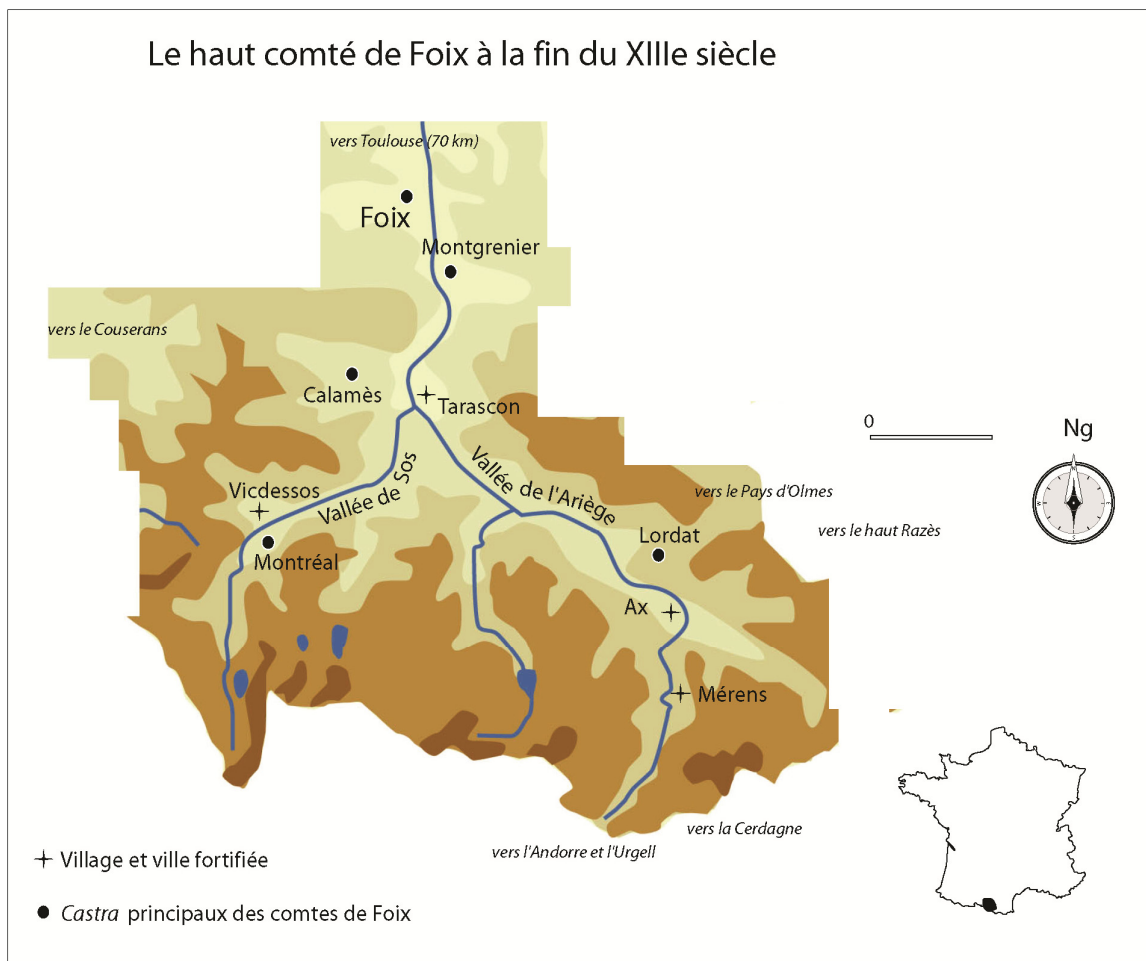 Le haut comté de Foix à la fin du XIIIe siècle
vers Toulouse (70 km)
Foix
Montgrenier
vers le Couserans
Calamès
Tarascon
0
Ng
Vicdessos
Vallée de Sos
Vallée de l'Ariège
vers le Pays d'Olmes
vers le haut Razès
Lordat
Montréal
Ax
Mérens
vers la Cerdagne
vers l'Andorre et l'Urgell
Village et ville fortifiée
Castra principaux des comtes de Foix